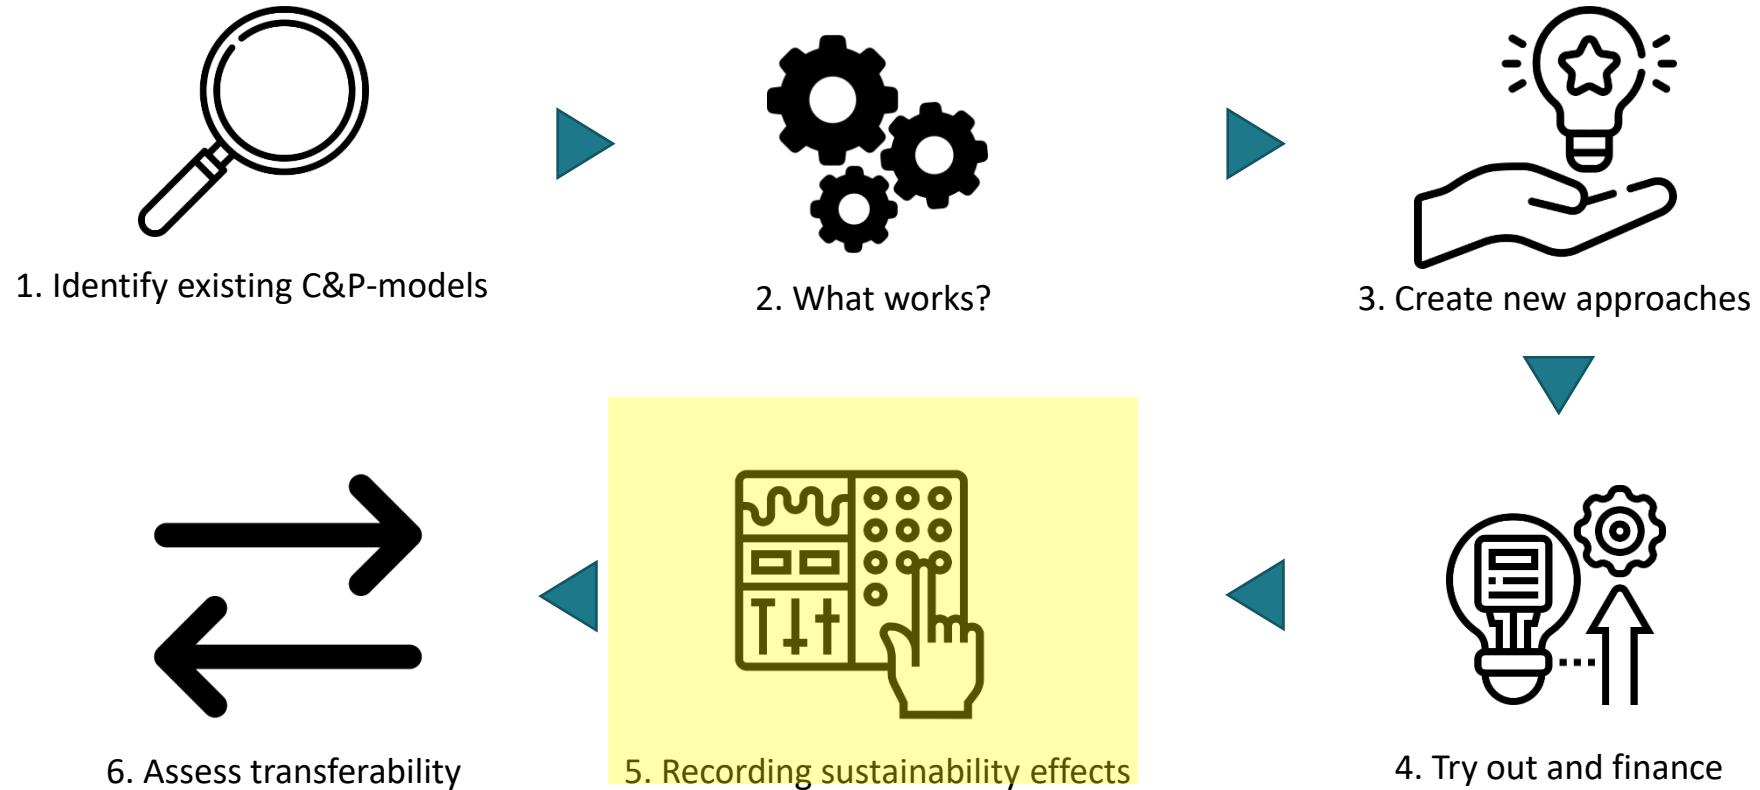 1. Identify existing C&P-models
2. What works?
3. Create new approaches
4. Try out and finance
5. Recording sustainability effects
6. Assess transferability